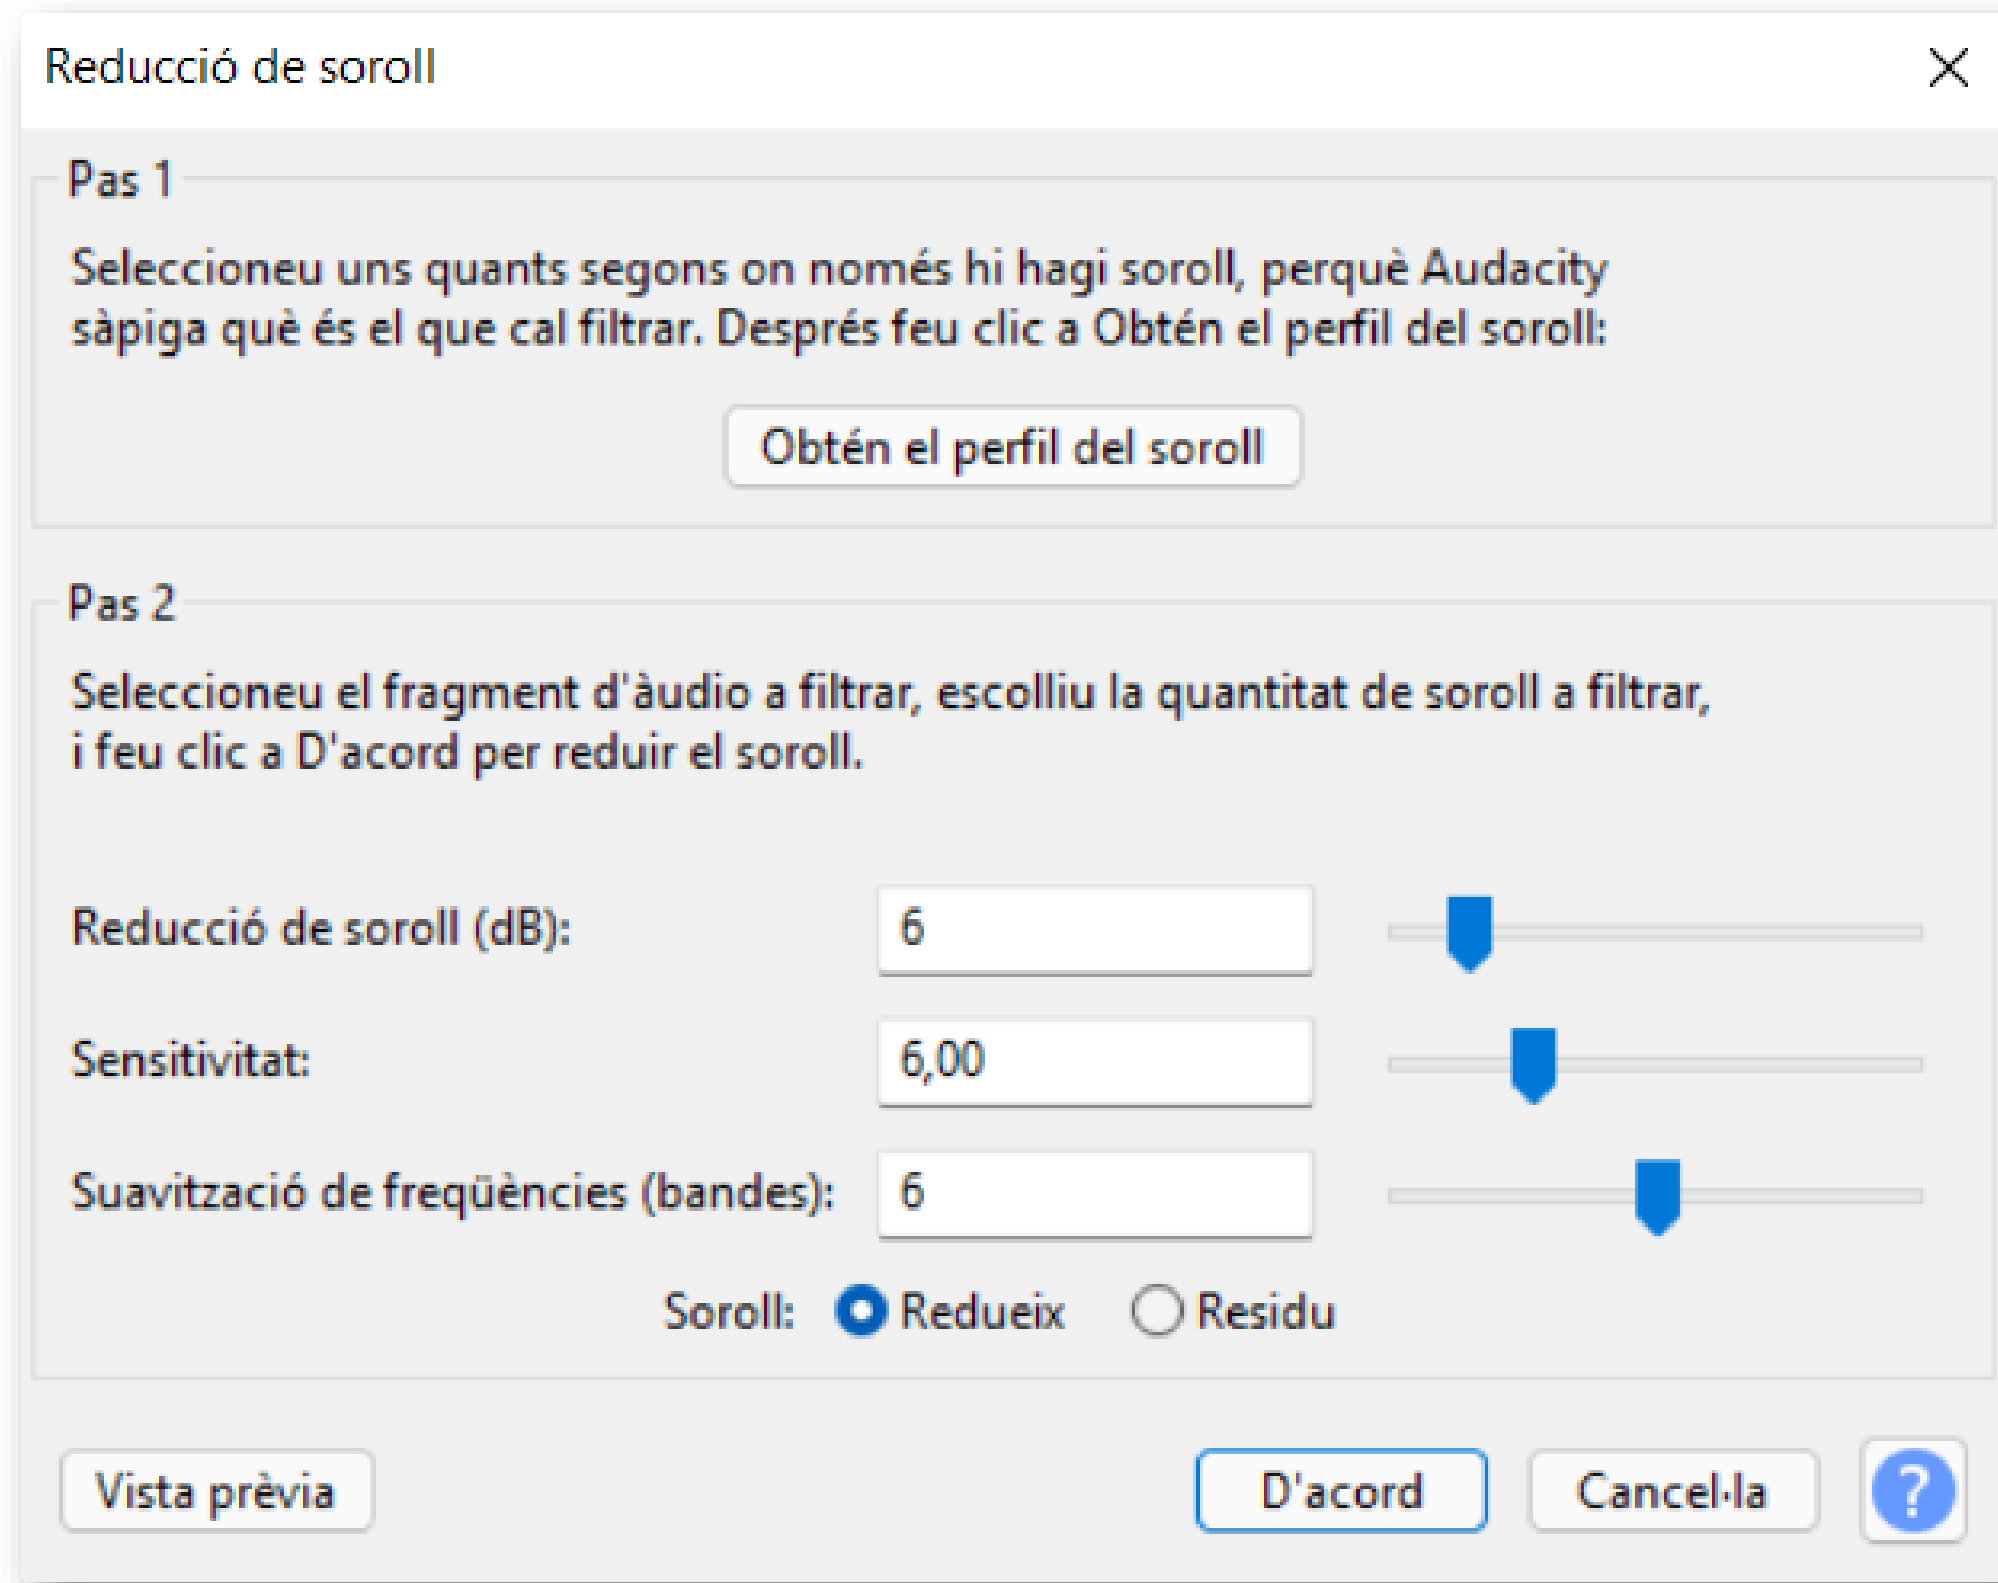 Reducció de soroll
Pas 1
Seleccioneu uns quants segons on només hi hagi soroll, perquè Audacity
sàpiga què és el que cal filtrar. Després feu clic a Obtén el perfil del soroll:
Obtén el perfil del soroll
Pas 2
Seleccioneu el fragment d'àudio a filtrar, escolliu la quantitat de soroll a filtrar,
i feu clic a D'acord per reduir el soroll.
Reducció de soroll (dB): 6
Sensitivitat: 6,00
Suavització de freqüències (bandes): 6
Soroll: Redueix Residu
Vista prèvia D'acord Cancel·la ?